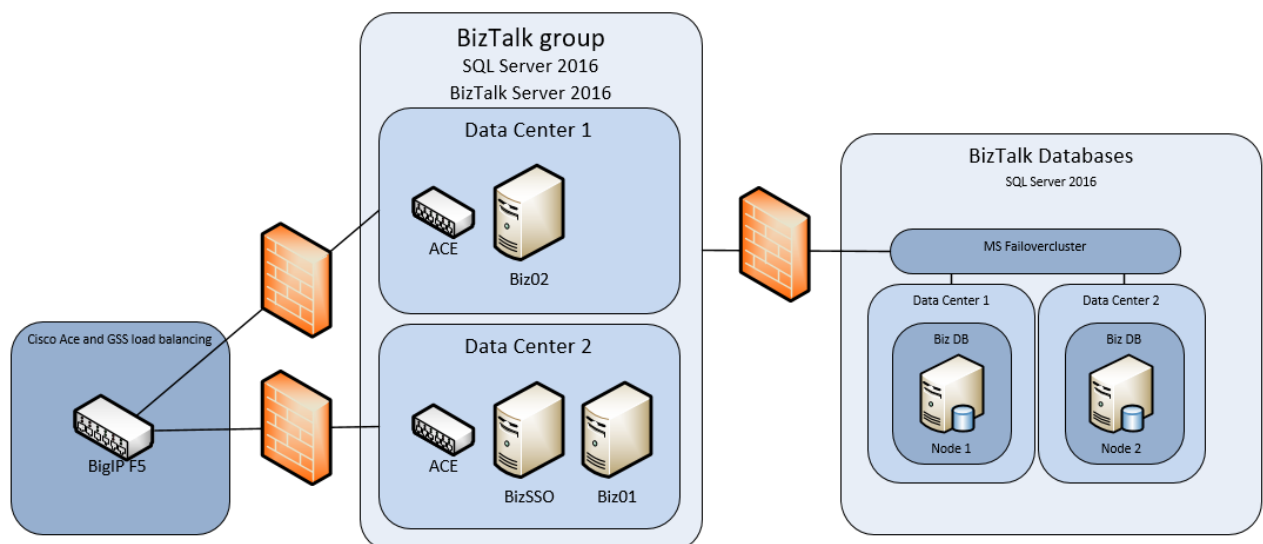 BizTalk group
SQL Server 2016
BizTalk Server 2016
Data Center 1
ACE
Biz02
Data Center 2
ACE
BizSSO
Biz01
Cisco Ace and GSS load balancing
BigIP F5
BizTalk Databases
SQL Server 2016
MS Failovercluster
Data Center 1
Biz DB
Node 1
Data Center 2
Biz DB
Node 2